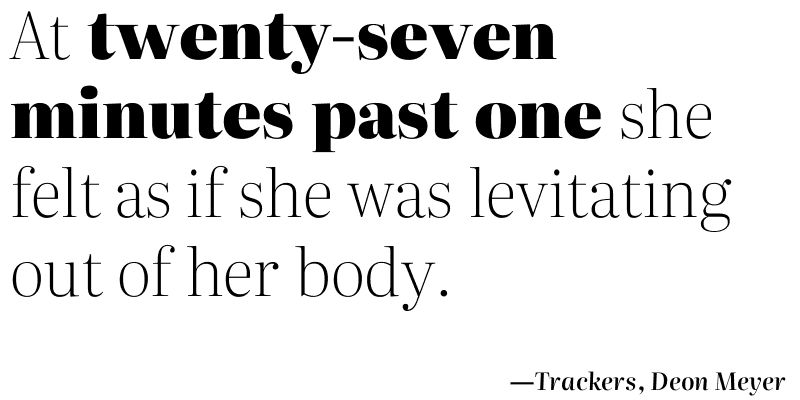 At twenty-seven
minutes past one she
felt as if she was levitating
out of her body.
—Trackers, Deon Meyer